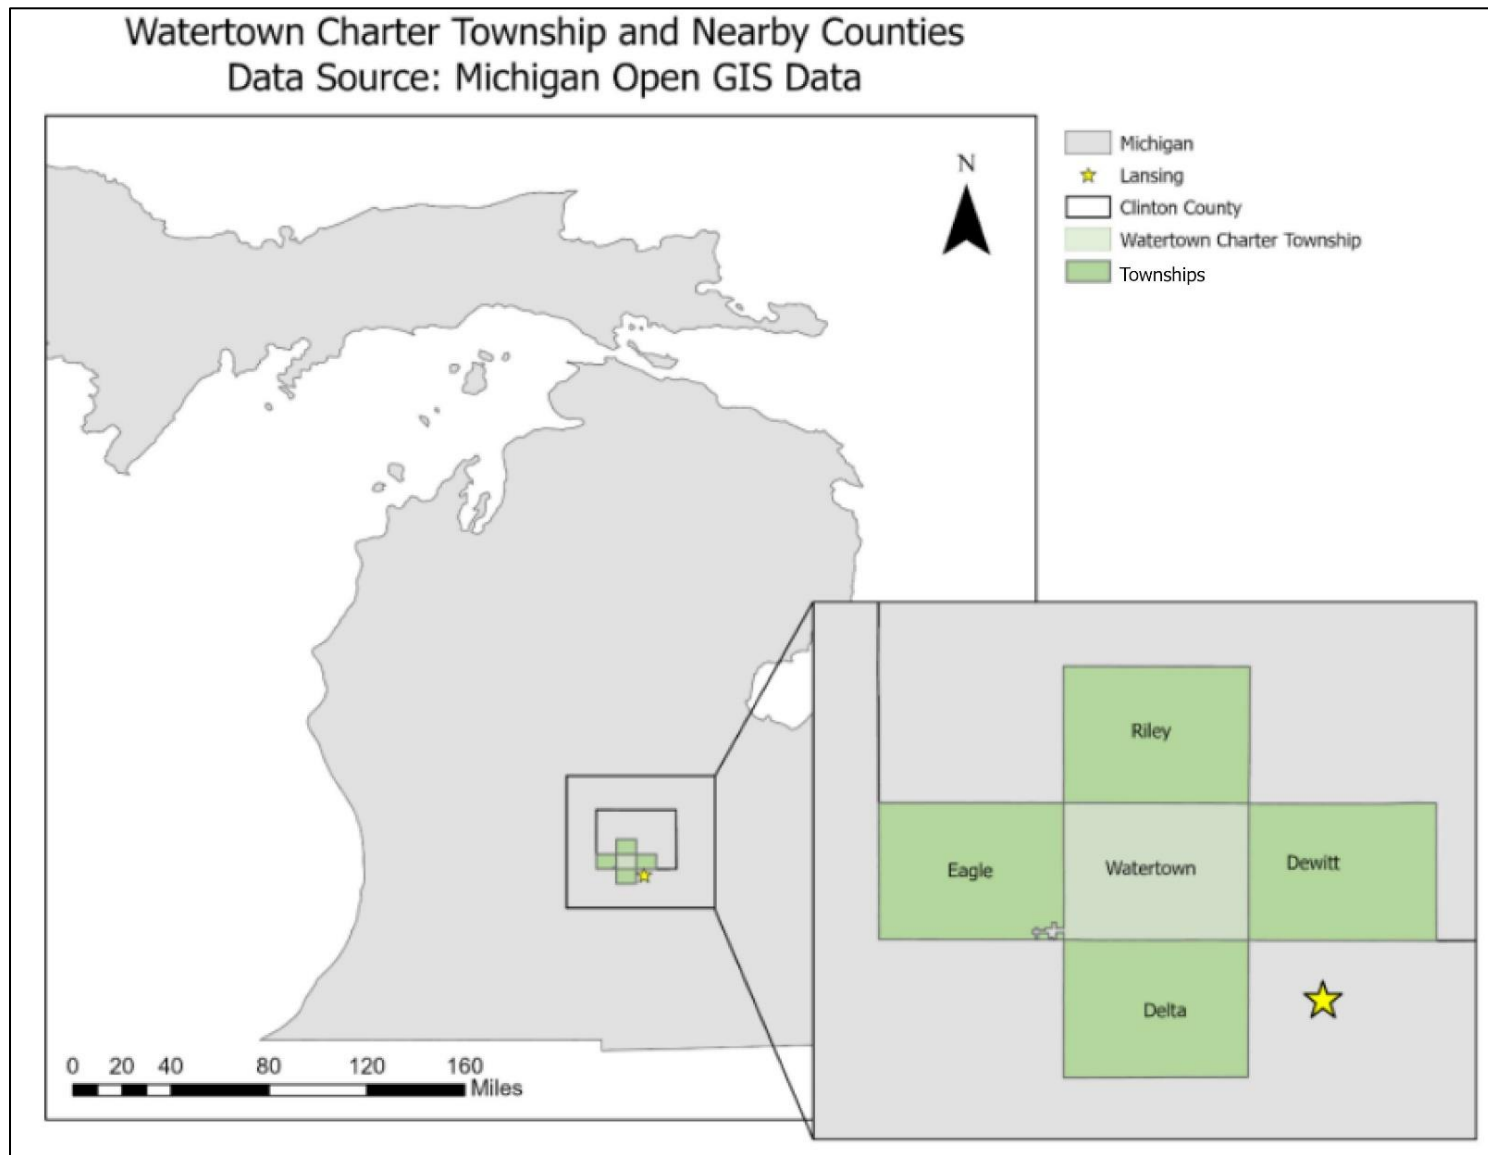 Watertown Charter Township and Nearby Counties
Data Source: Michigan Open GIS Data
N
Michigan
Lansing
Clinton County
Watertown Charter Township
Townships
Riley
Eagle
Watertown
Dewitt
Delta
0 20 40 80 120 160
Miles